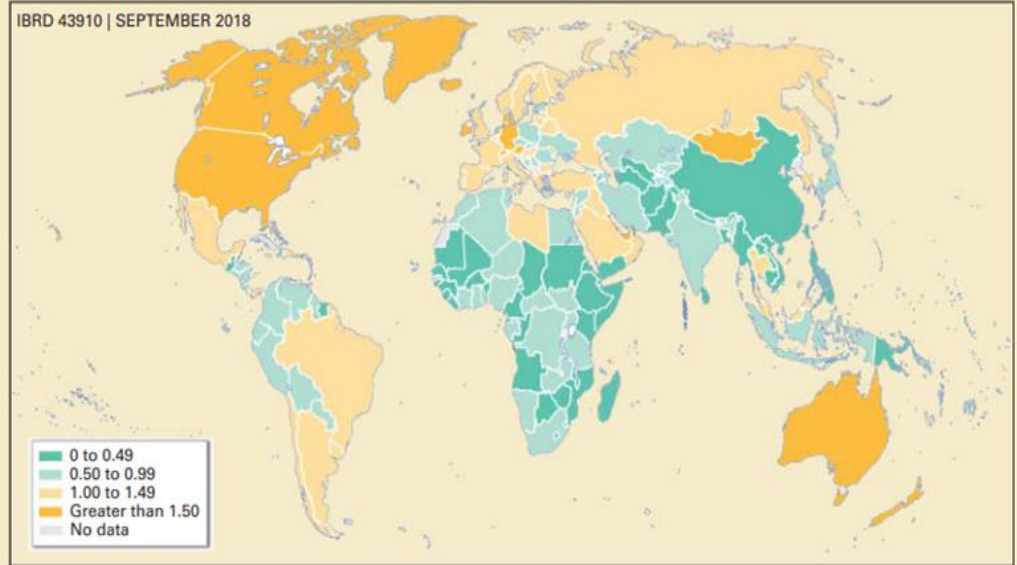 IBRD 43910 | SEPTEMBER 2018
0 to 0.49
0.50 to 0.99
1.00 to 1.49
Greater than 1.50
No data